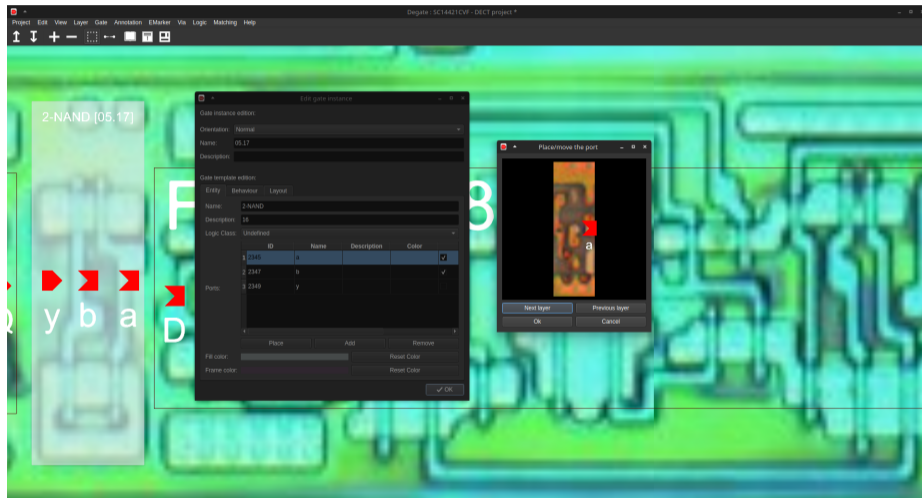 Degate : SC14421CVF - DECT project *
Project Edit View Layer Gate Annotation EMarker Via Logic Matching Help
2-NAND [05.17]
y b a
D
F
8
Edit gate instance
Gate instance edition:
Orientation: Normal
Name: 05.17
Description:
Gate template edition:
Entity Behaviour Layout
Name: 2-NAND
Description: 16
Logic Class: Undefined
ID Name Description Color
1 2345 a
2 2347 b
3 2349 y
Ports:
Place Add Remove
Fill color: Reset Color
Frame color: Reset Color
OK
Place/move the port
a
Next layer Previous layer
Ok Cancel